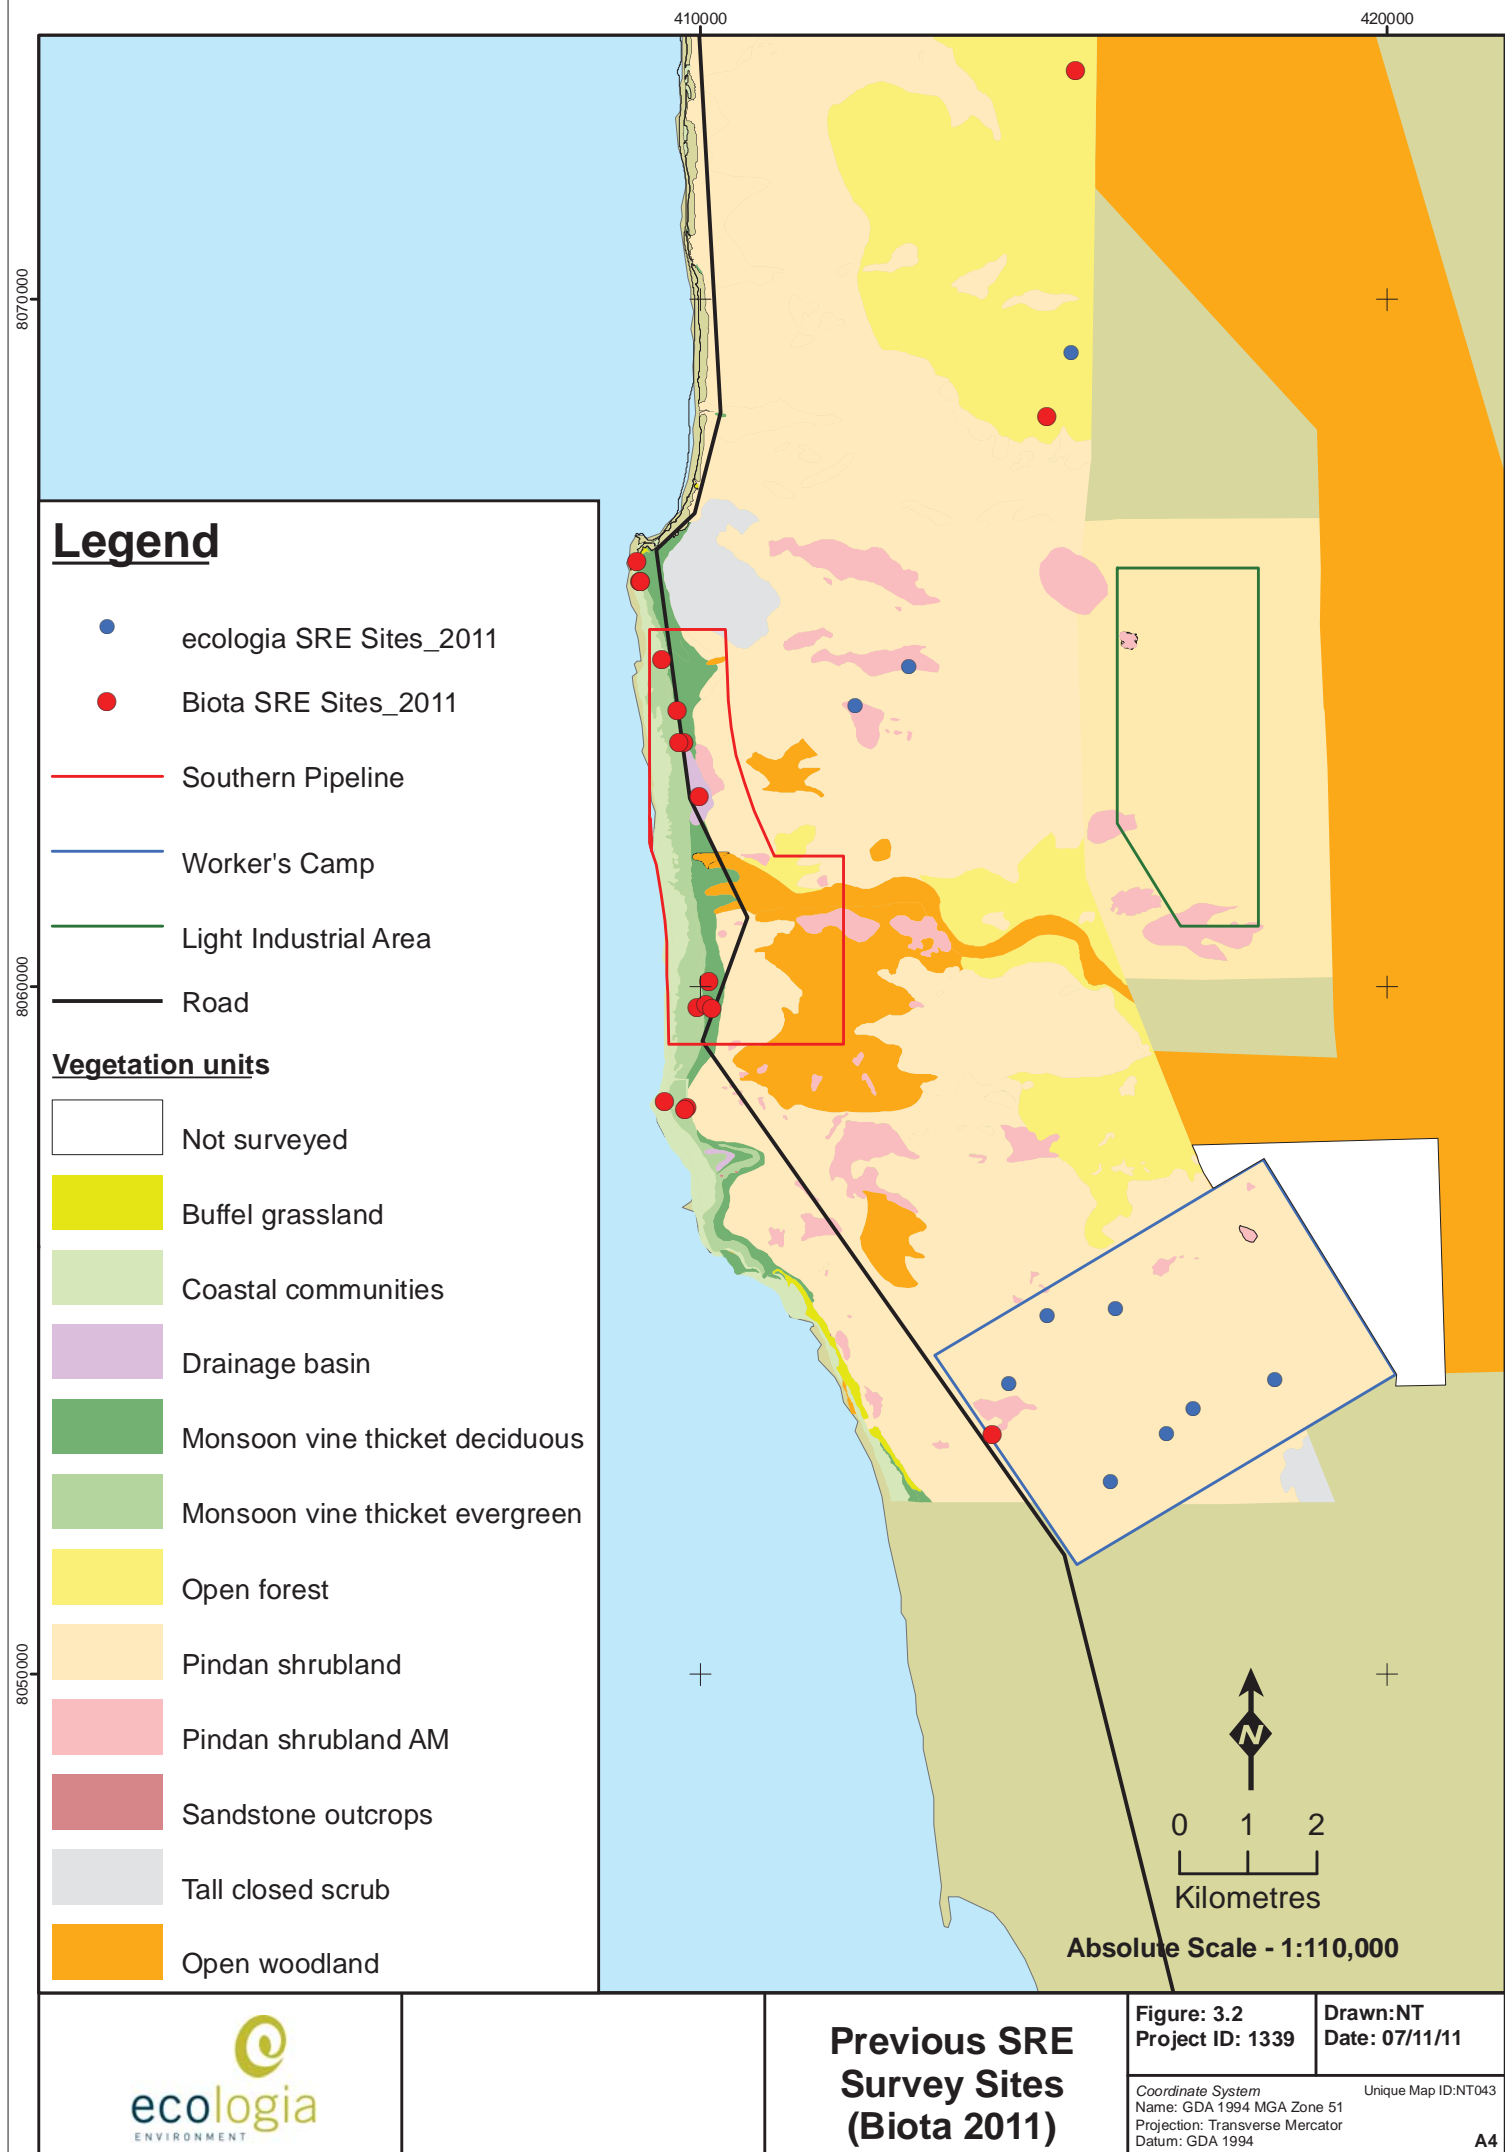 410000
420000
8070000
8060000
8050000
Legend
ecologia SRE Sites_2011
Biota SRE Sites_2011
Southern Pipeline
Worker's Camp
Light Industrial Area
Road
Vegetation units
Not surveyed
Buffel grassland
Coastal communities
Drainage basin
Monsoon vine thicket deciduous
Monsoon vine thicket evergreen
Open forest
Pindan shrubland
Pindan shrubland AM
Sandstone outcrops
Tall closed scrub
Open woodland
N
0 1 2
Kilometres
Absolute Scale - 1:110,000
ecologia
ENVIRONMENT
Previous SRE
Survey Sites
(Biota 2011)
Figure: 3.2
Project ID: 1339
Drawn:NT
Date: 07/11/11
Coordinate System
Name: GDA 1994 MGA Zone 51
Projection: Transverse Mercator
Datum: GDA 1994
Unique Map ID:NT043
A4